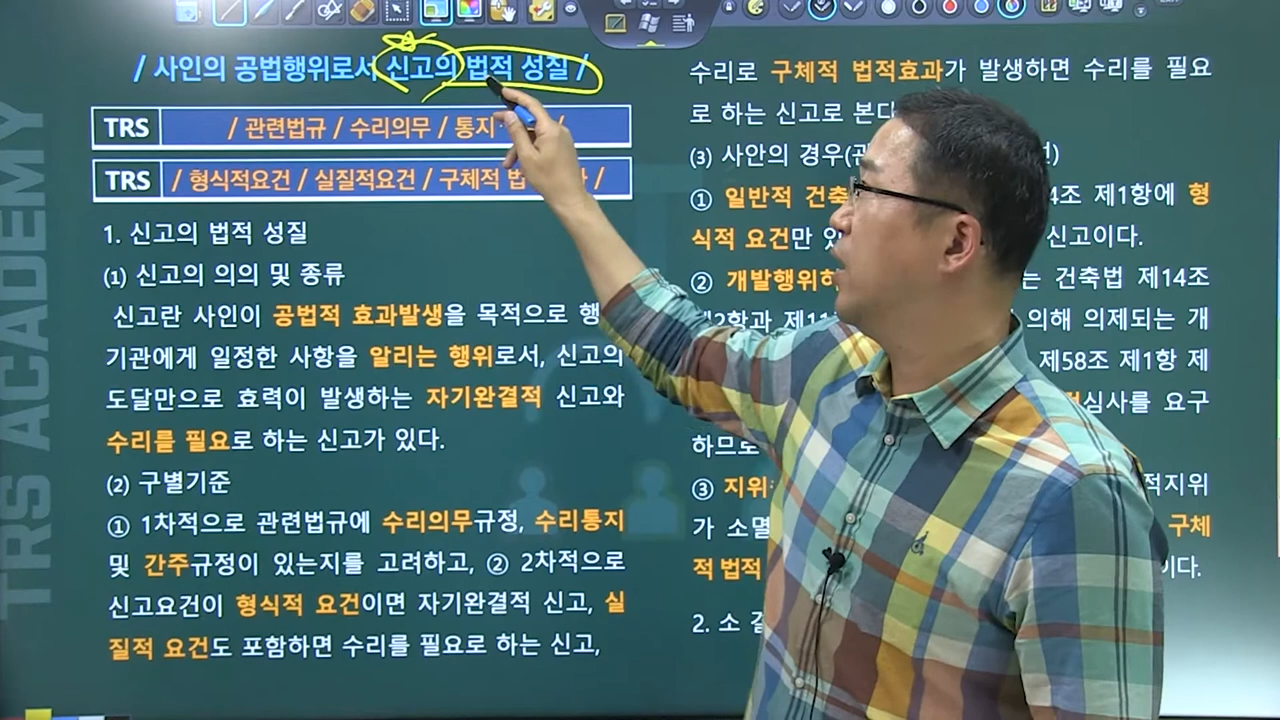 / 사인의 공법행위로서 신고의 법적 성질 /
TRS / 관련법규 / 수리의무 / 통지 /
TRS / 형식적요건 / 실질적요건 / 구체적 법 /
1. 신고의 법적 성질
(1) 신고의 의의 및 종류
신고란 사인이 공법적 효과발생을 목적으로 행
기관에게 일정한 사항을 알리는 행위로서, 신고의
도달만으로 효력이 발생하는 자기완결적 신고와
수리를 필요로 하는 신고가 있다.
(2) 구별기준
① 1차적으로 관련법규에 수리의무규정, 수리통지
및 간주규정이 있는지를 고려하고, ② 2차적으로
신고요건이 형식적 요건이면 자기완결적 신고, 실
질적 요건도 포함하면 수리를 필요로 하는 신고,
수리로 구체적 법적효과가 발생하면 수리를 필요
로 하는 신고로 본다
(3) 사안의 경우
① 일반적 건축 4조 제1항에 형
식적 요건만 신고이다.
② 개발행위허 는 건축법 제14조
제2항과 제11 의해 의제되는 개
제58조 제1항 제
심사를 요구
하므로
③ 지위 적지위
가 소멸 구체
적 법적 이다.
2. 소 결
TRS ACADEMY